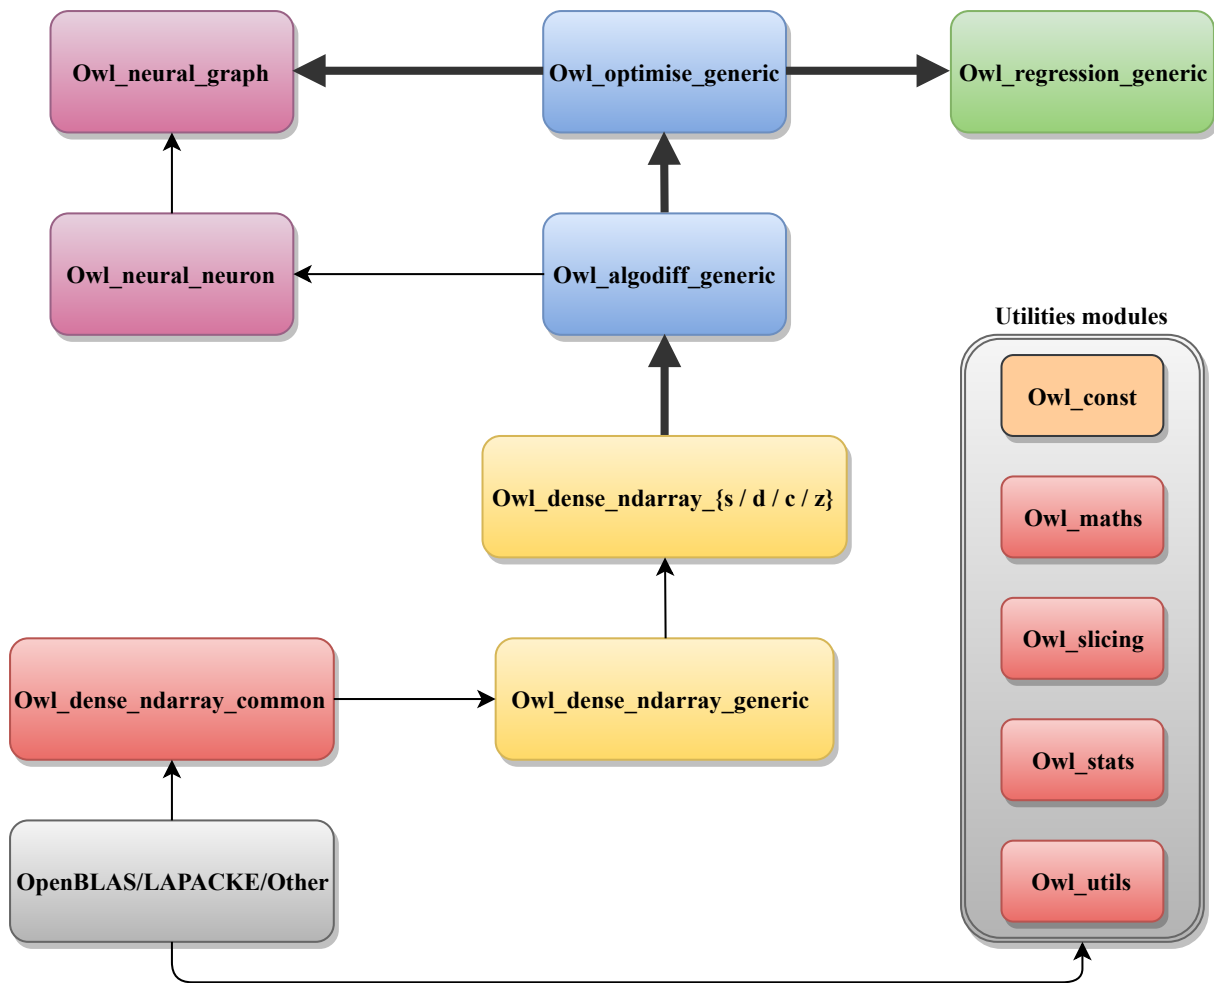 Owl_neural_graph
Owl_optimise_generic
Owl_regression_generic
Owl_neural_neuron
Owl_algodiff_generic
Utilities modules
Owl_const
Owl_dense_ndarray_{s / d / c / z}
Owl_maths
Owl_slicing
Owl_dense_ndarray_common
Owl_dense_ndarray_generic
Owl_stats
OpenBLAS/LAPACKE/Other
Owl_utils